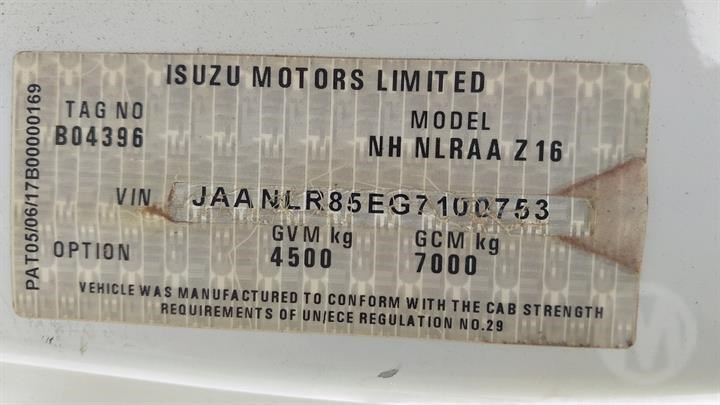 ISUZU MOTORS LIMITED
TAG NO
B04396
MODEL
NH NLRAA Z16
VIN JAANLR85EG7100753
OPTION
GVM kg
4500
GCM kg
7000
VEHICLE WAS MANUFACTURED TO CONFORM WITH THE CAB STRENGTH
REQUIREMENTS OF UN/ECE REGULATION NO.29
PAT05/06/17B00000169
M